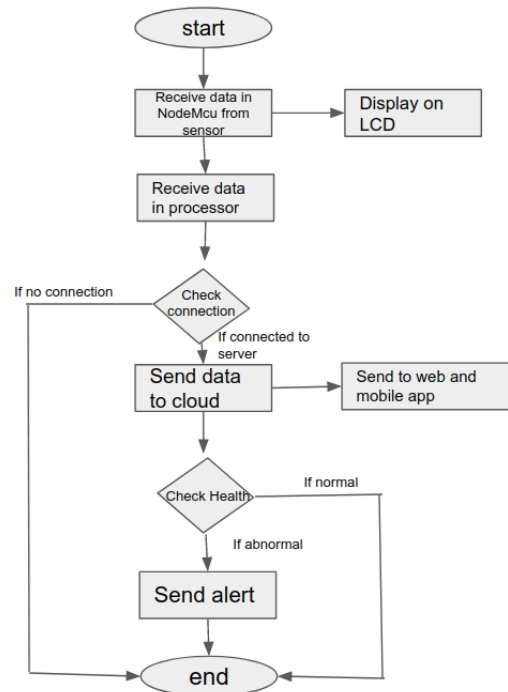 start
Receive data in
NodeMcu from
sensor
Display on
LCD
Receive data
in processor
If no connection
Check
connection
If connected to
server
Send data
to cloud
Send to web and
mobile app
Check Health
If normal
If abnormal
Send alert
end